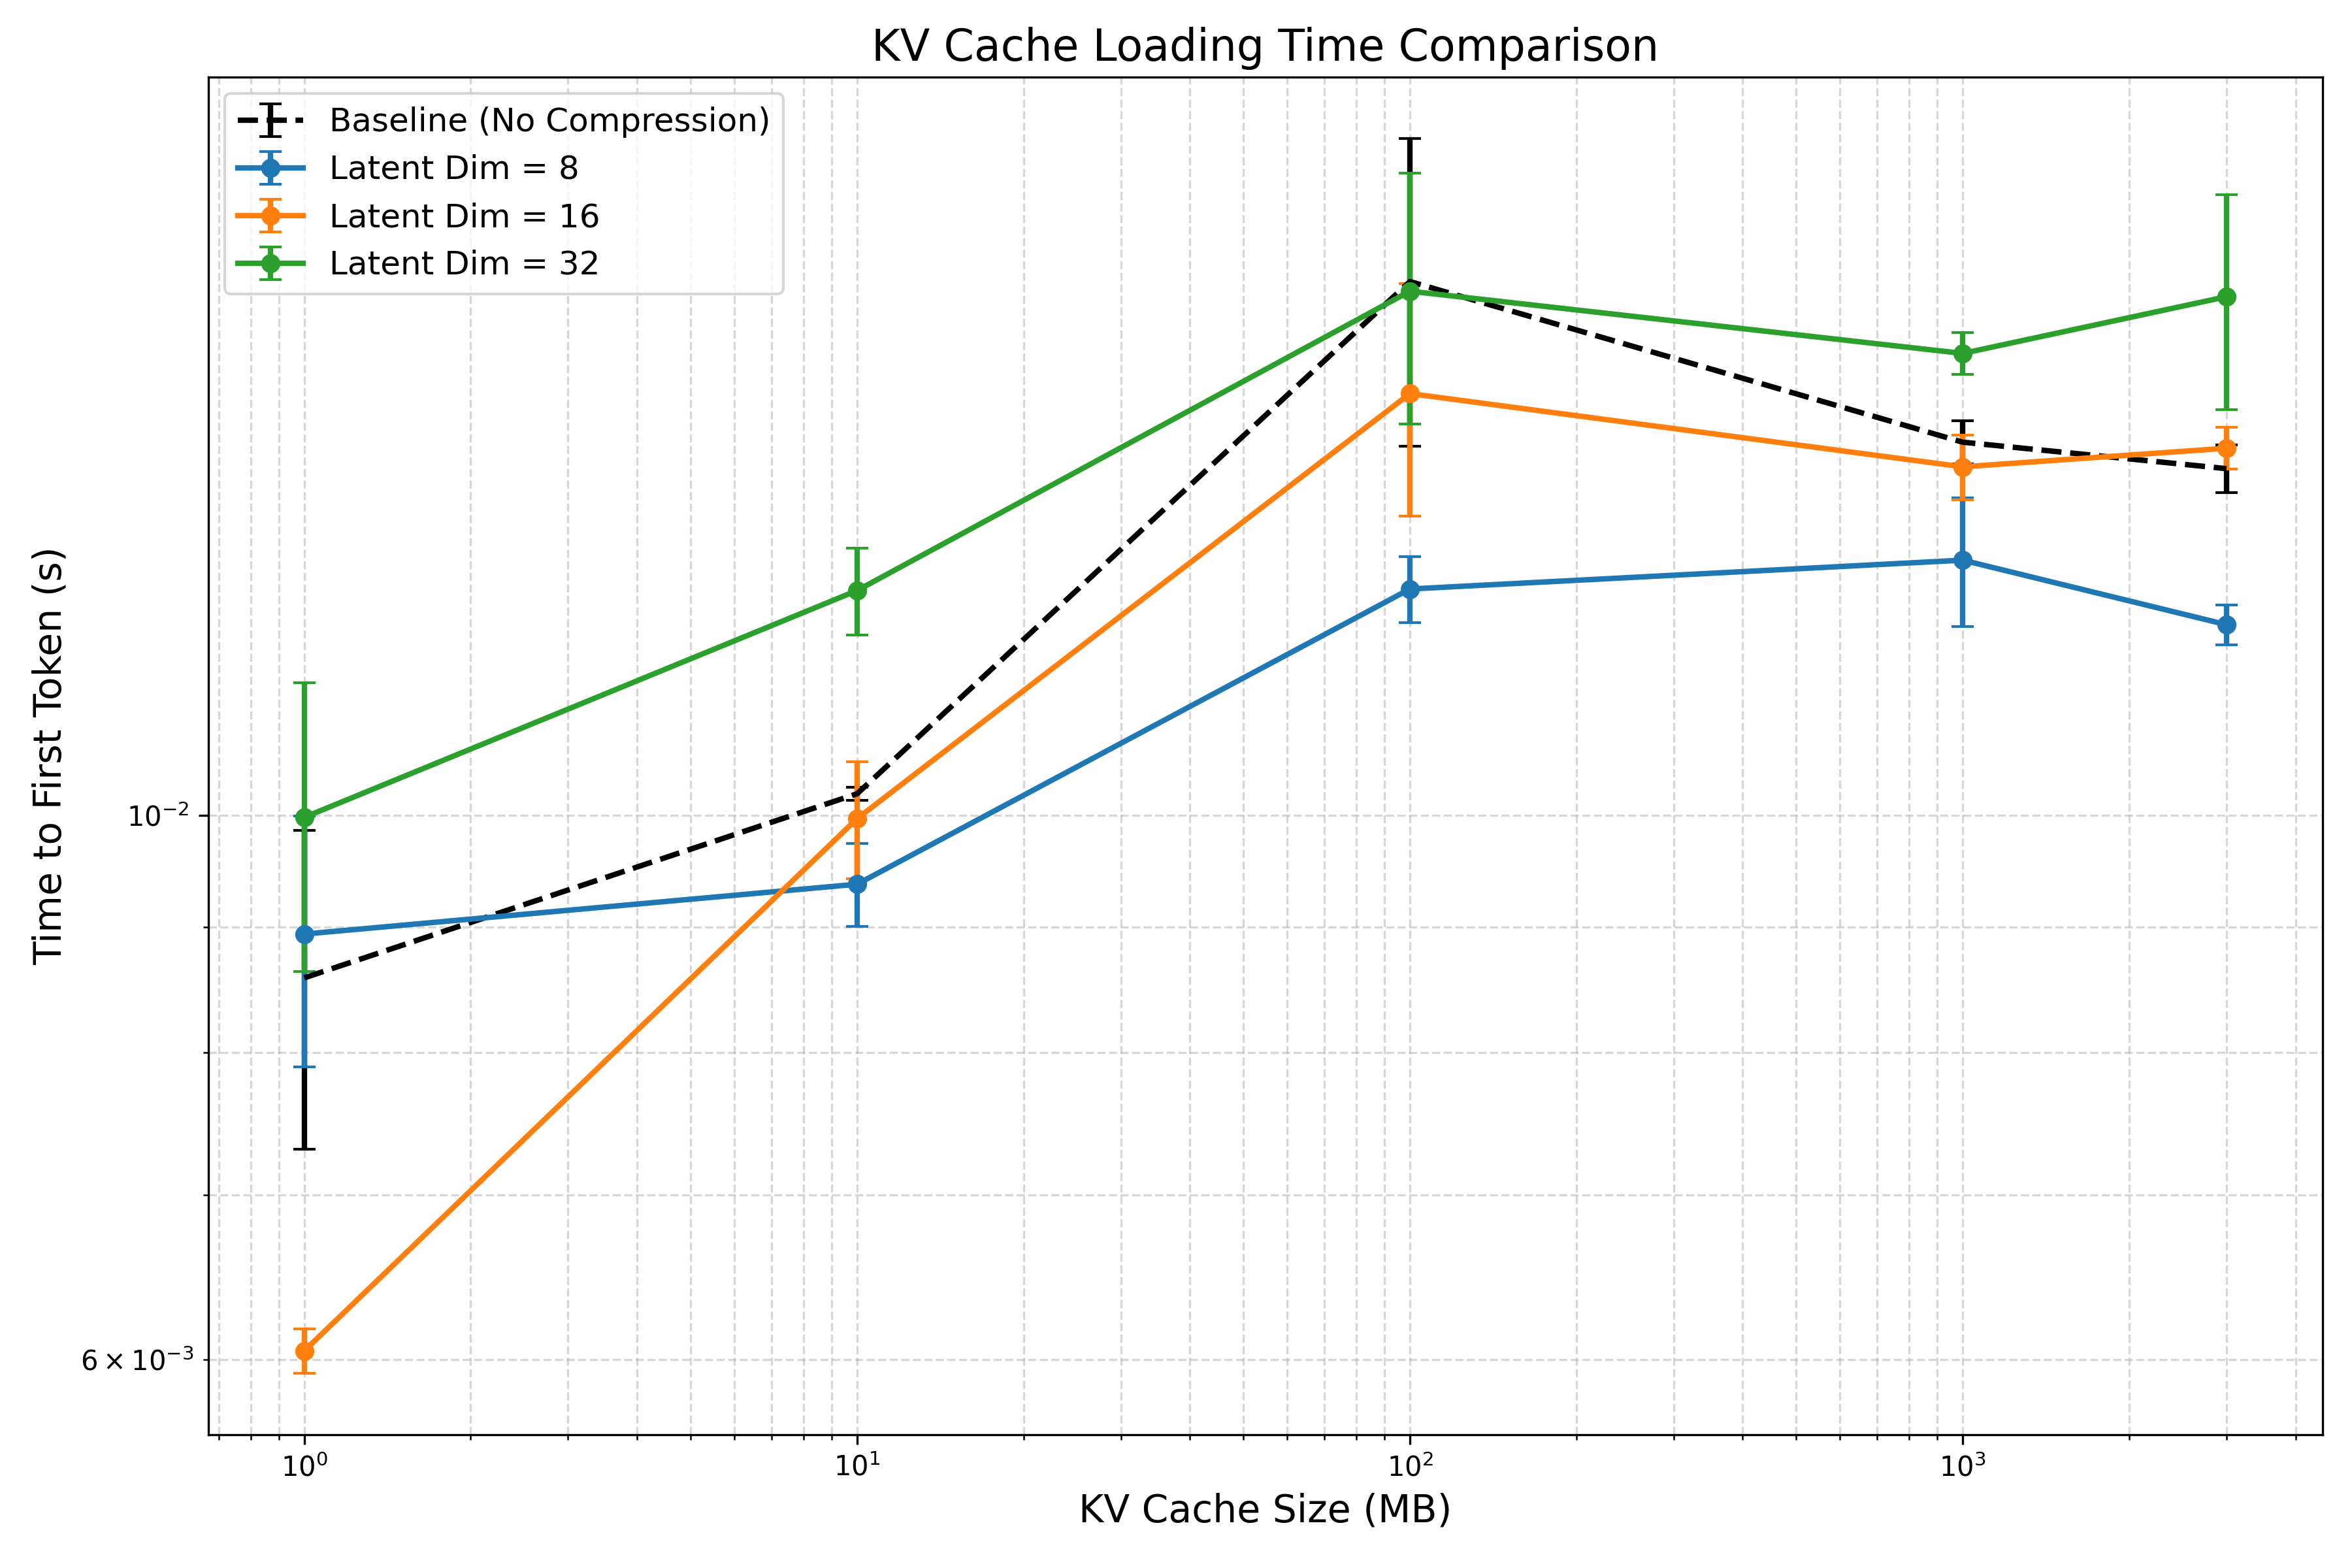 KV Cache Loading Time Comparison
Baseline (No Compression)
Latent Dim = 8
Latent Dim = 16
Latent Dim = 32
Time to First Token (s)
10⁻²
6 × 10⁻³
10⁰ 10¹ 10² 10³
KV Cache Size (MB)